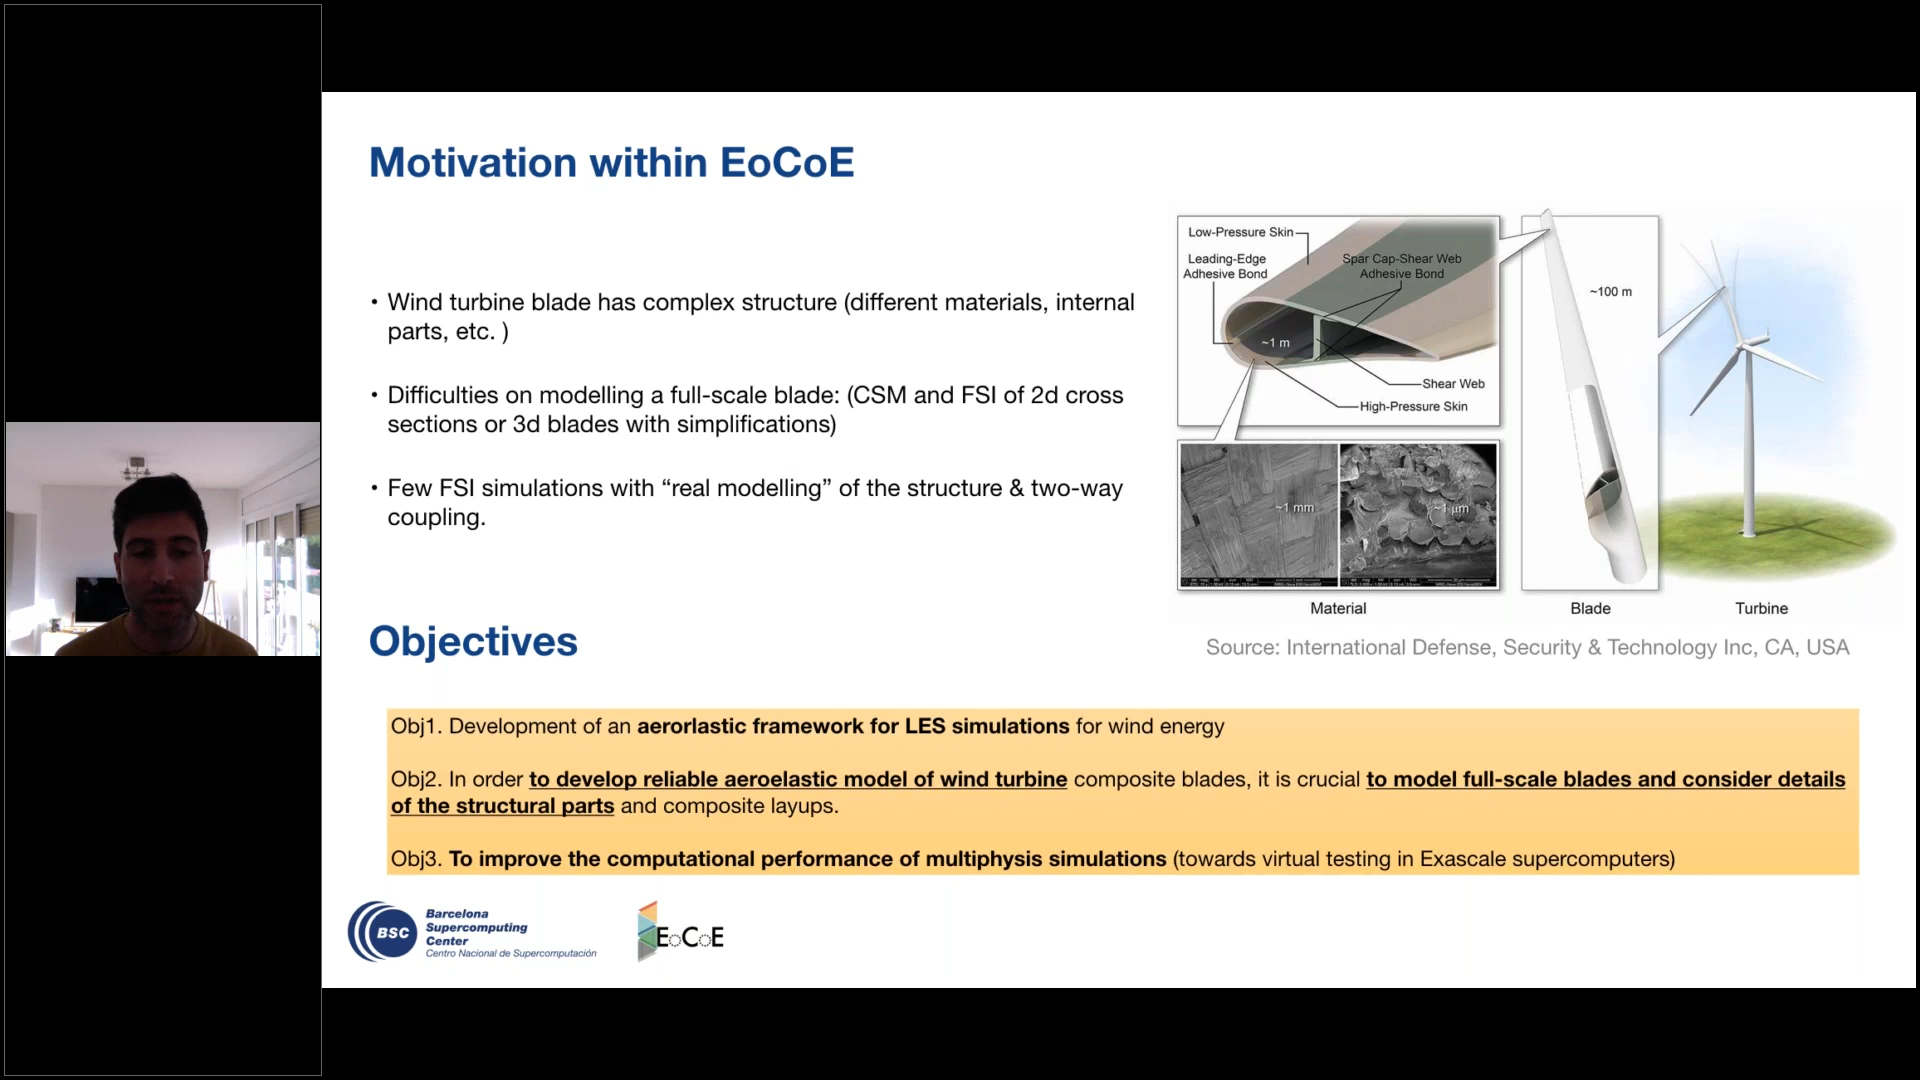 Motivation within EoCoE
• Wind turbine blade has complex structure (different materials, internal
parts, etc. )
• Difficulties on modelling a full-scale blade: (CSM and FSI of 2d cross
sections or 3d blades with simplifications)
• Few FSI simulations with “real modelling” of the structure & two-way
coupling.
Low-Pressure Skin
Leading-Edge
Adhesive Bond
Spar Cap-Shear Web
Adhesive Bond
~1 m
Shear Web
High-Pressure Skin
~1 mm
~1 µm
~100 m
Material
Blade
Turbine
Source: International Defense, Security & Technology Inc, CA, USA
Objectives
Obj1. Development of an aerorlastic framework for LES simulations for wind energy
Obj2. In order to develop reliable aeroelastic model of wind turbine composite blades, it is crucial to model full-scale blades and consider details
of the structural parts and composite layups.
Obj3. To improve the computational performance of multiphysis simulations (towards virtual testing in Exascale supercomputers)
BSC
Barcelona
Supercomputing
Center
Centro Nacional de Supercomputación
EoCoE